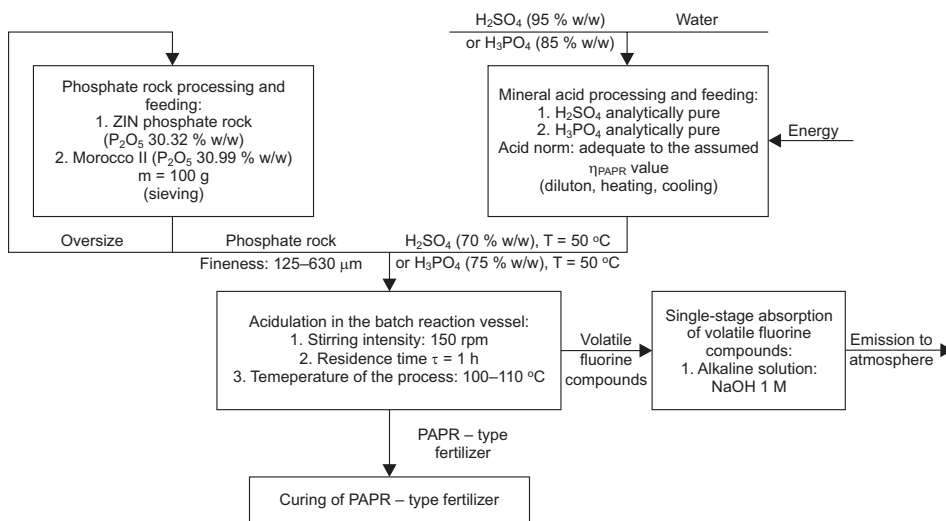 H₂SO₄ (95 % w/w)
or H₃PO₄ (85 % w/w)
Water
Phosphate rock processing and
feeding:
1. ZIN phosphate rock
(P₂O₅ 30.32 % w/w)
2. Morocco II (P₂O₅ 30.99 % w/w)
m = 100 g
(sieving)
Mineral acid processing and feeding:
1. H₂SO₄ analytically pure
2. H₃PO₄ analytically pure
Acid norm: adequate to the assumed
ηPAPR value
(diluton, heating, cooling)
Energy
Oversize
Phosphate rock
Fineness: 125–630 μm
H₂SO₄ (70 % w/w), T = 50 °C
or H₃PO₄ (75 % w/w), T = 50 °C
Acidulation in the batch reaction vessel:
1. Stirring intensity: 150 rpm
2. Residence time τ = 1 h
3. Temeperature of the process: 100–110 °C
Volatile
fluorine
compounds
Single-stage absorption
of volatile fluorine
compounds:
1. Alkaline solution:
NaOH 1 M
Emission to
atmosphere
PAPR – type
fertilizer
Curing of PAPR – type fertilizer